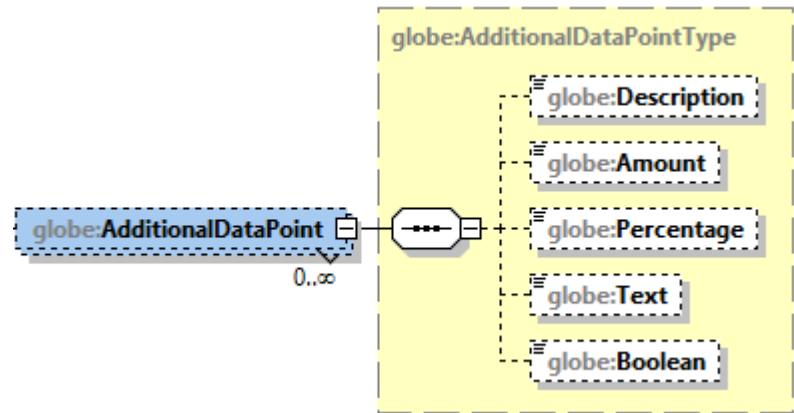 globe:AdditionalDataPointType
globe:Description
globe:Amount
globe:AdditionalDataPoint
0..∞
globe:Percentage
globe:Text
globe:Boolean